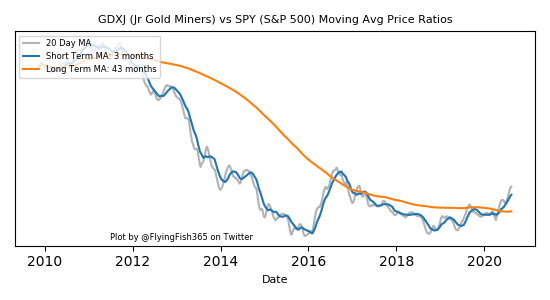 GDXJ (Jr Gold Miners) vs SPY (S&P 500) Moving Avg Price Ratios
20 Day MA
Short Term MA: 3 months
Long Term MA: 43 months
Plot by @FlyingFish365 on Twitter
2010 2012 2014 2016 2018 2020
Date